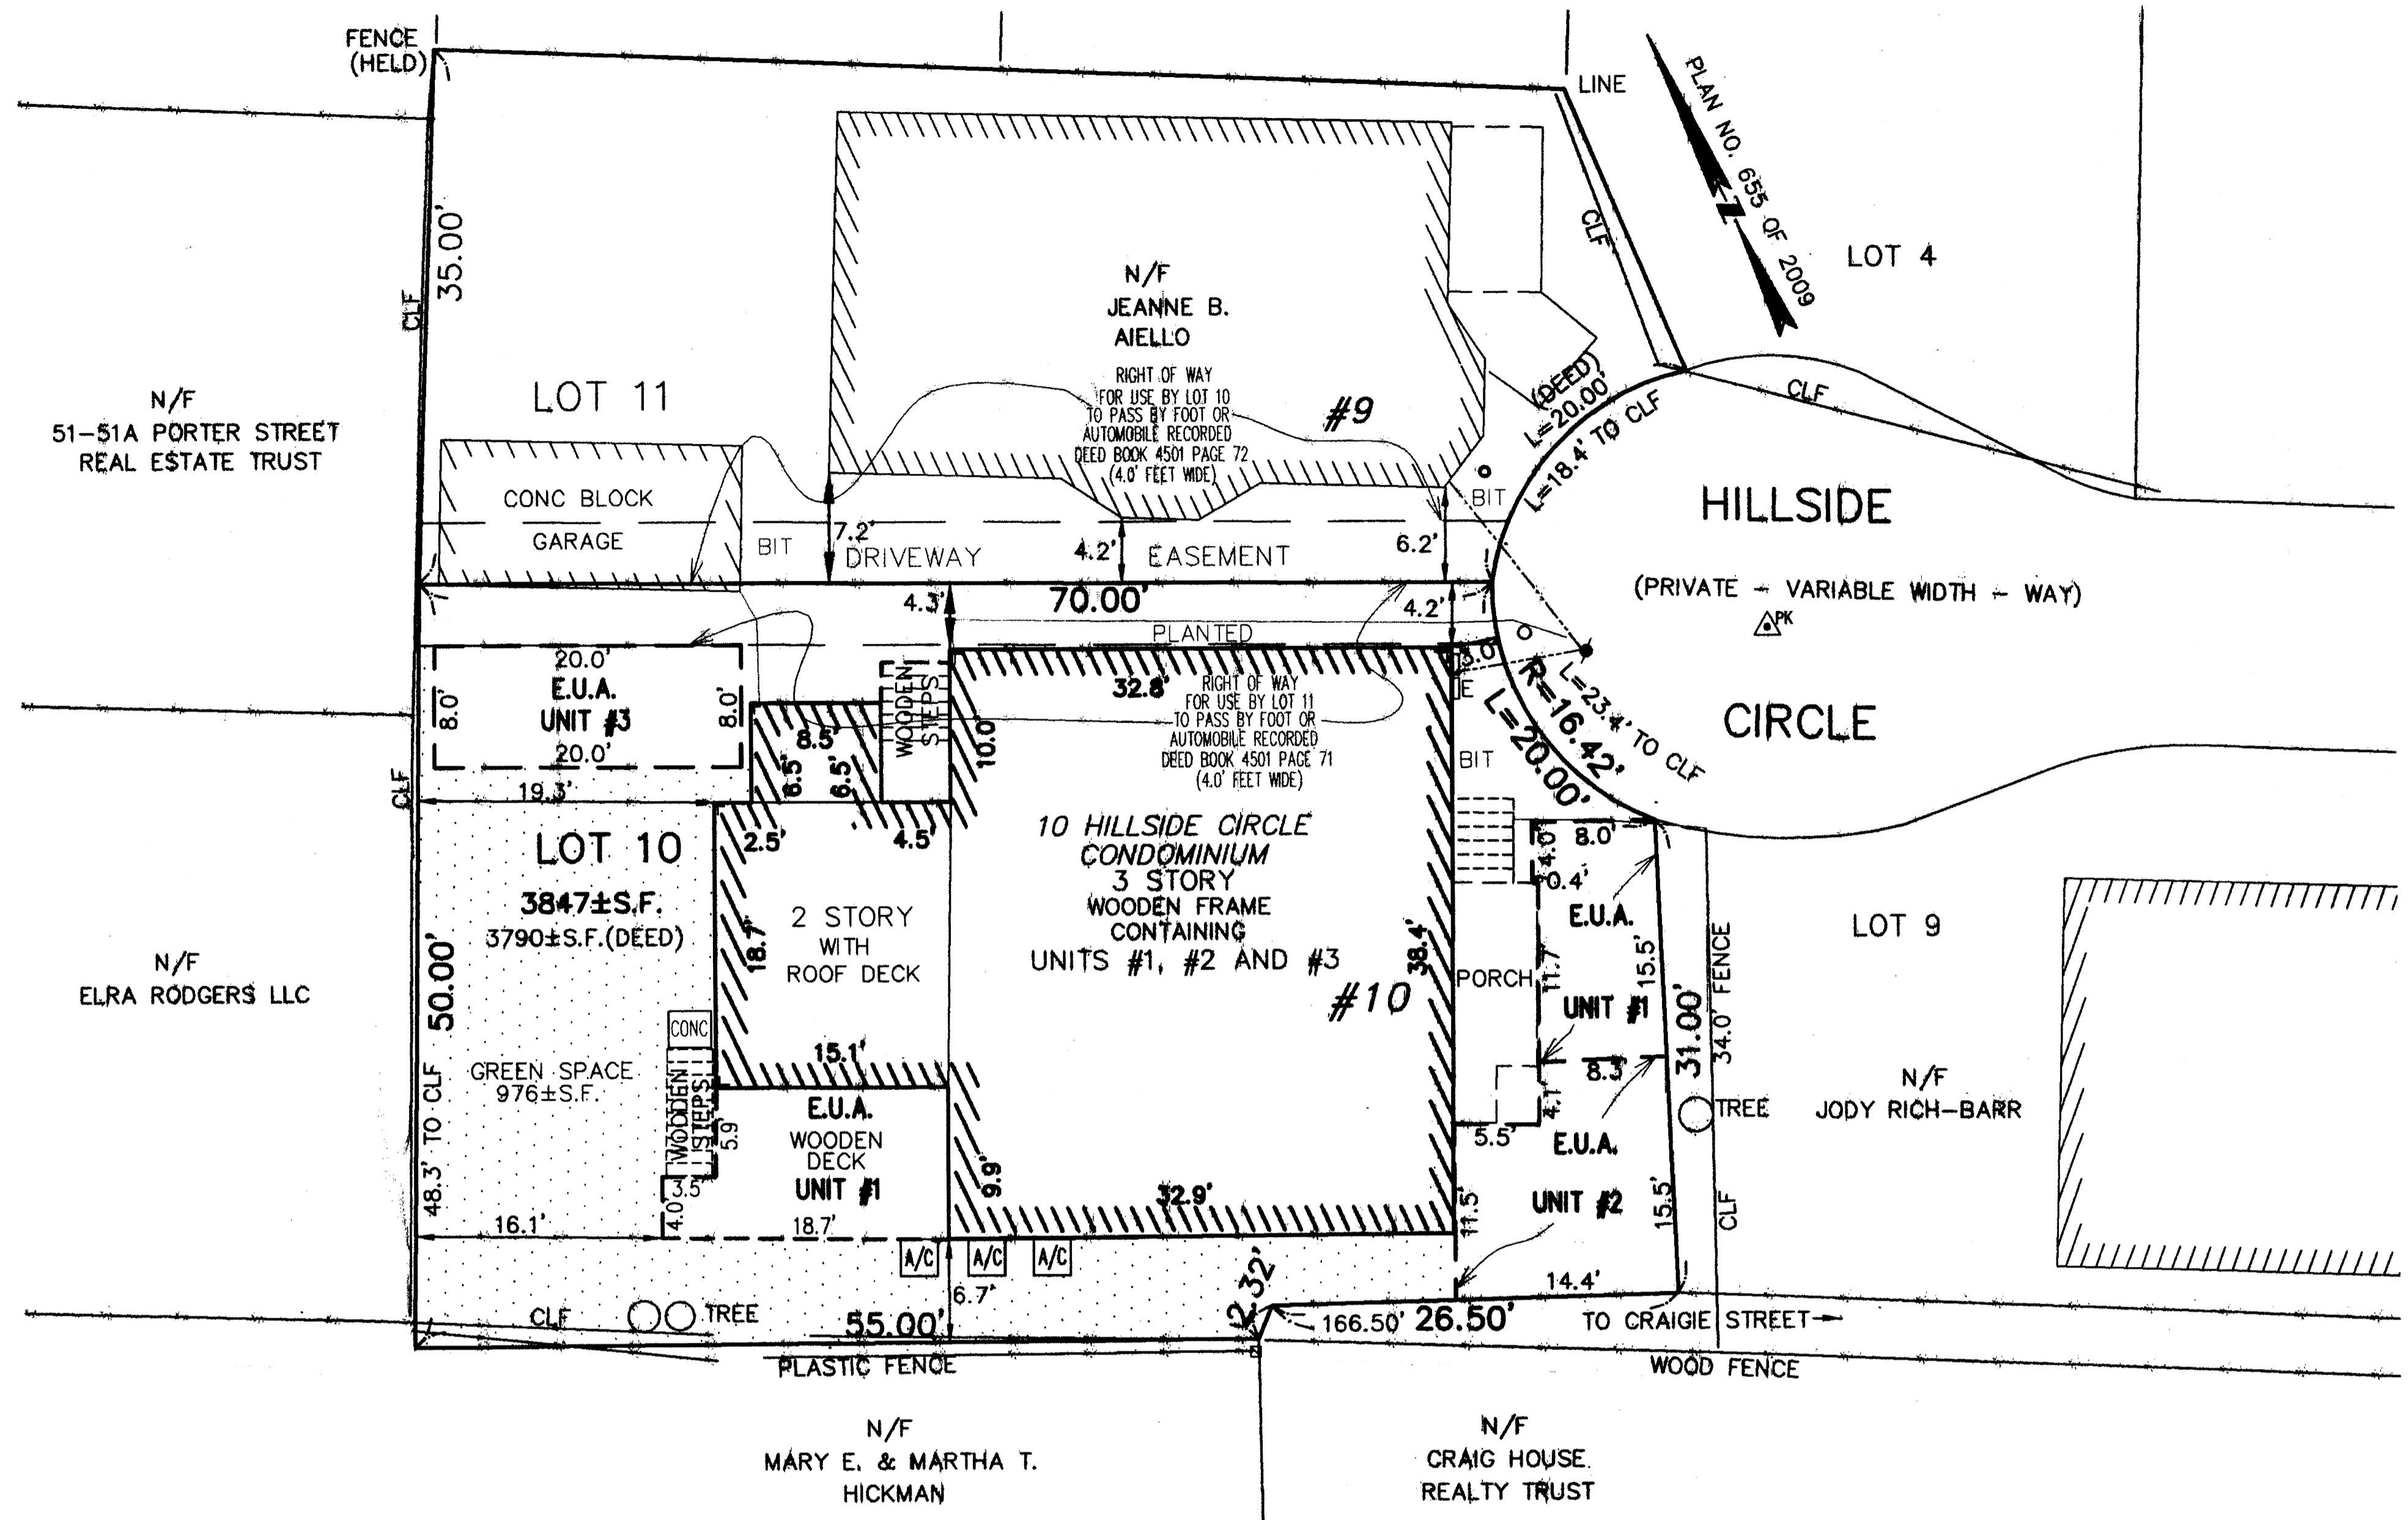 FENCE
(HELD)
LINE
PLAN NO. 655 OF 2009
N
LOT 4
35.00'
CLF
CLF
N/F
JEANNE B.
AIELLO
RIGHT OF WAY
FOR USE BY LOT 10
TO PASS BY FOOT OR
AUTOMOBILE RECORDED
DEED BOOK 4501 PAGE 72
(4.0' FEET WIDE)
#9
(DEED)
L=20.00'
L=18.4' TO CLF
CLF
N/F
51-51A PORTER STREET
REAL ESTATE TRUST
LOT 11
CONC BLOCK
GARAGE
BIT
7.2'
DRIVEWAY
4.2'
EASEMENT
6.2'
BIT
HILLSIDE
(PRIVATE - VARIABLE WIDTH - WAY)
PK
CIRCLE
4.3'
70.00'
4.2'
PLANTED
3.0'
E
20.0'
E.U.A.
UNIT #3
20.0'
8.0'
8.0'
8.5'
6.5'
6.5'
WOODEN
STEPS
10.0'
32.8'
RIGHT OF WAY
FOR USE BY LOT 11
TO PASS BY FOOT OR
AUTOMOBILE RECORDED
DEED BOOK 4501 PAGE 71
(4.0' FEET WIDE)
BIT
L=23.4' TO CLF
R=16.42'
L=20.00'
CLF
19.3'
LOT 10
3847±S.F.
3790±S.F.(DEED)
2.5'
4.5'
18.7'
2 STORY
WITH
ROOF DECK
15.1'
10 HILLSIDE CIRCLE
CONDOMINIUM
3 STORY
WOODEN FRAME
CONTAINING
UNITS #1, #2 AND #3
#10
38.4'
PORCH
4.0'
8.0'
0.4'
E.U.A.
11.7'
15.5'
UNIT #1
8.3'
4.1'
5.5'
E.U.A.
UNIT #2
11.5'
15.5'
14.4'
31.00'
34.0' FENCE
TREE
CLF
LOT 9
N/F
JODY RICH-BARR
N/F
ELRA RODGERS LLC
50.00'
48.3' TO CLF
GREEN SPACE
976±S.F.
CONC
WOODEN
STEPS
5.9'
3.5'
4.0'
E.U.A.
WOODEN
DECK
UNIT #1
16.1'
18.7'
9.9'
32.9'
A/C
A/C
A/C
6.7'
CLF
TREE
55.00'
2.32'
166.50'
26.50'
TO CRAIGIE STREET
PLASTIC FENCE
WOOD FENCE
N/F
MARY E. & MARTHA T.
HICKMAN
N/F
CRAIG HOUSE
REALTY TRUST